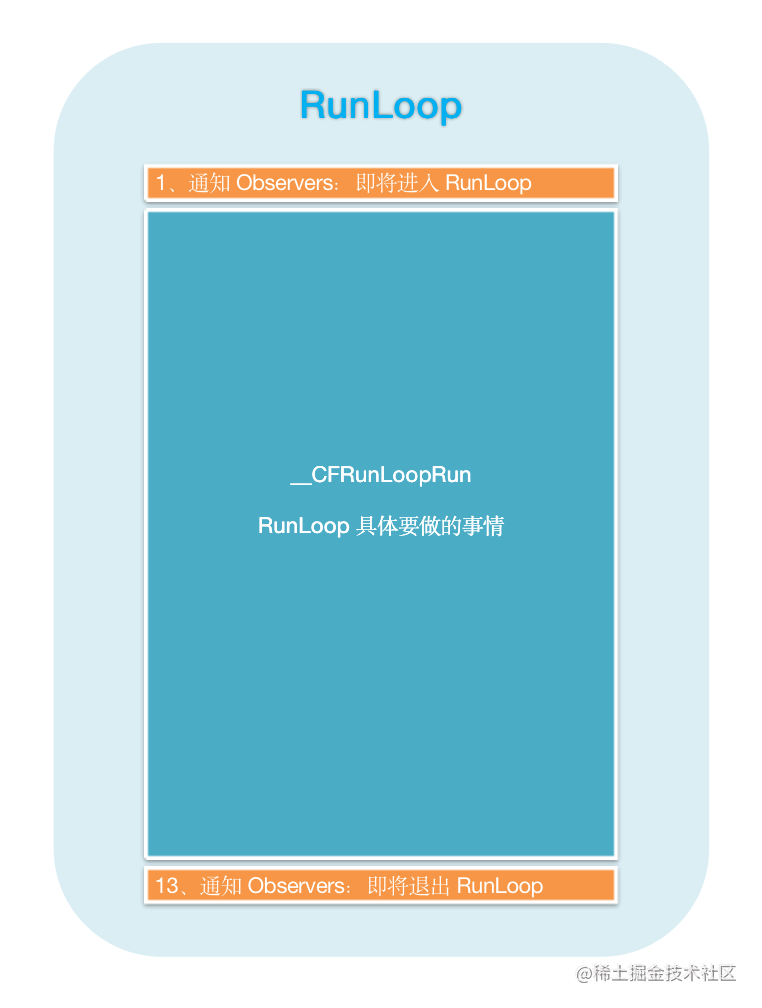 RunLoop
1、通知 Observers：即将进入 RunLoop
__CFRunLoopRun
RunLoop 具体要做的事情
13、通知 Observers：即将退出 RunLoop
@稀土掘金技术社区